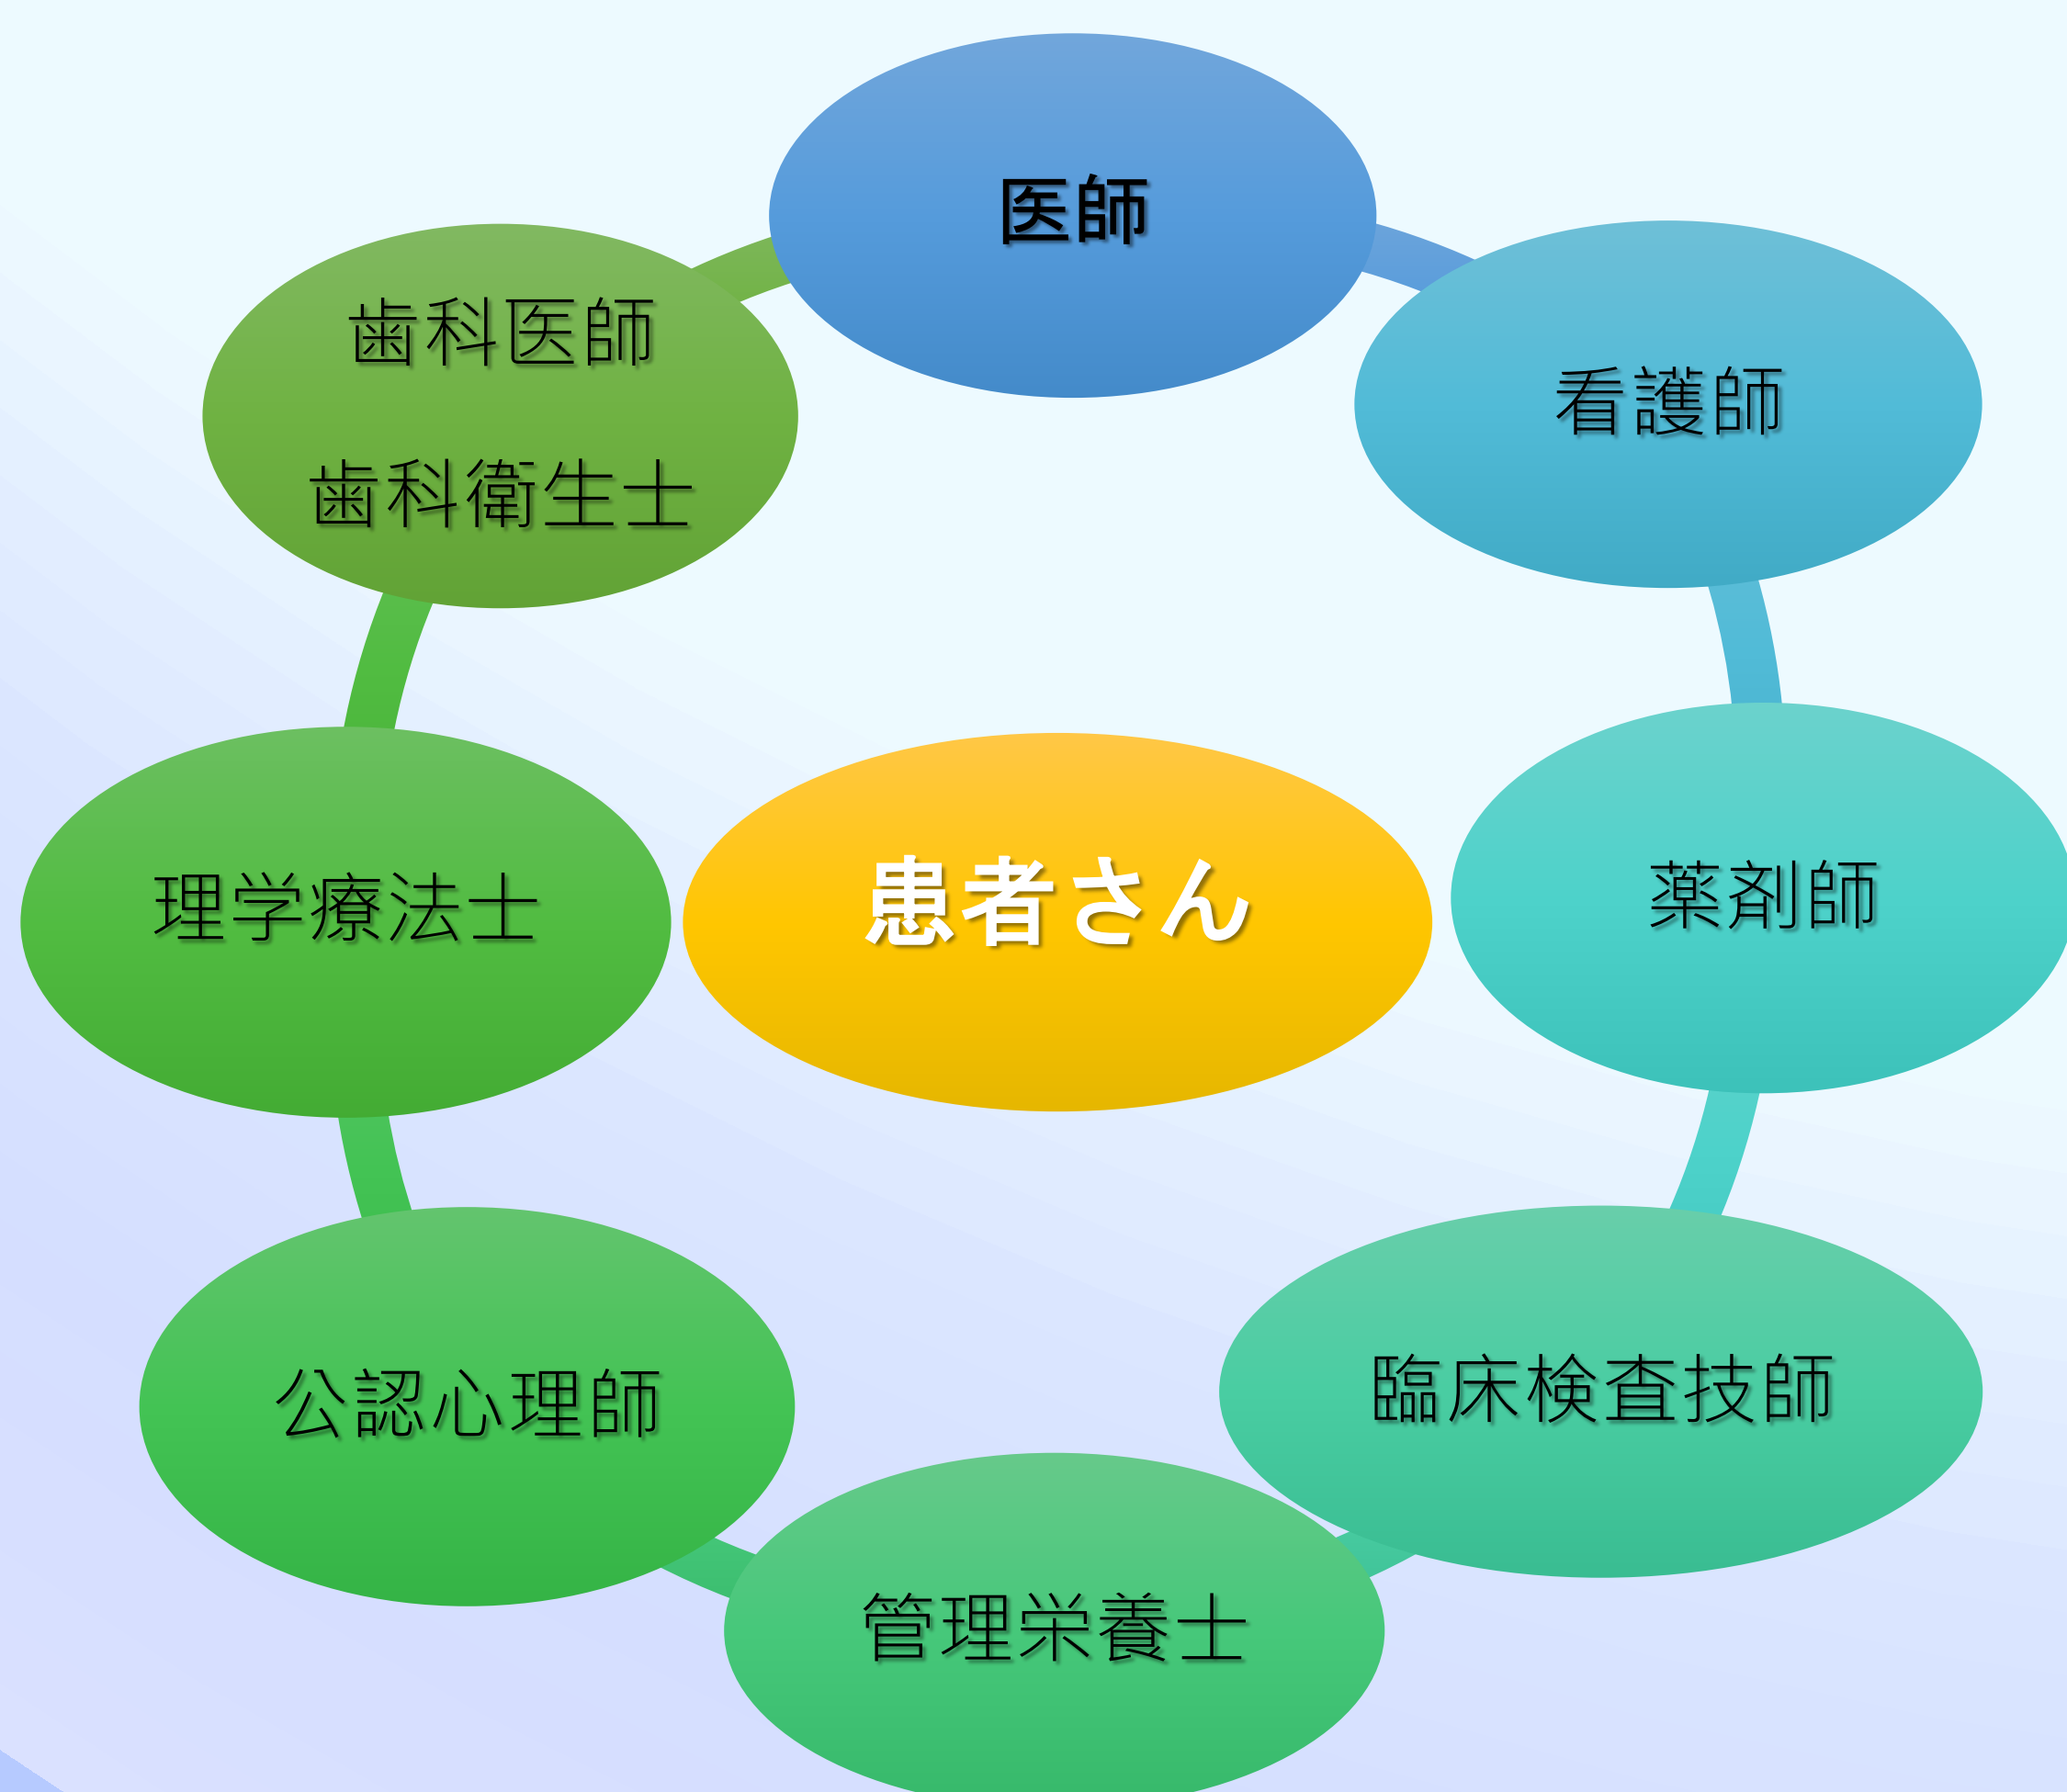 医師
歯科医師
歯科衛生士
看護師
理学療法士
患者さん
薬剤師
公認心理師
臨床検査技師
管理栄養士